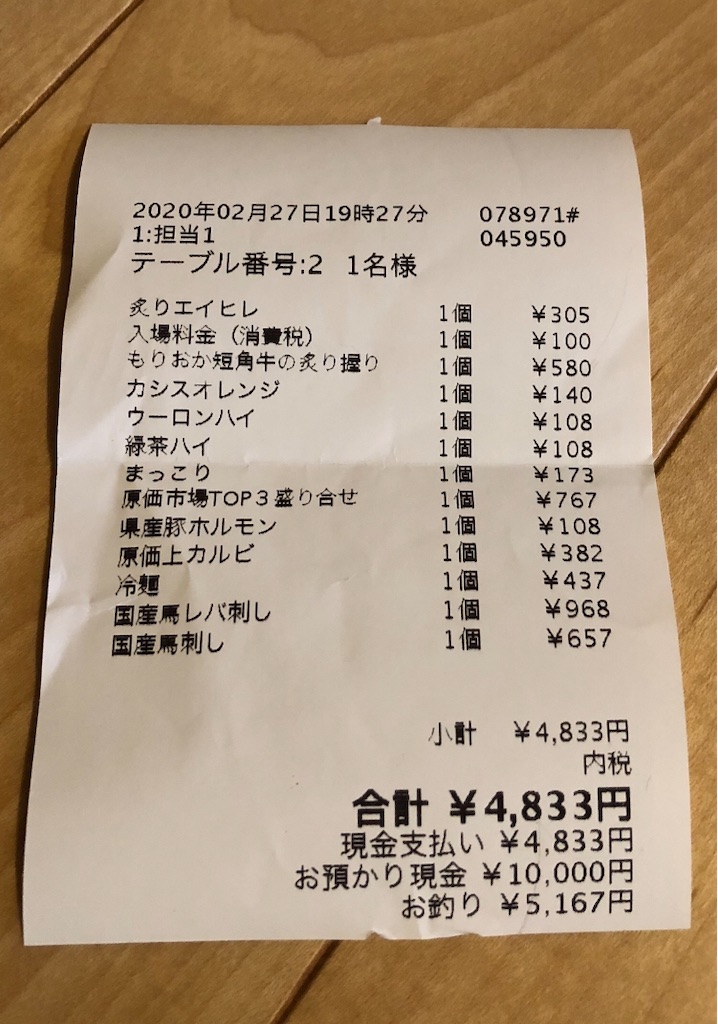 2020年02月27日19時27分 078971#
1:担当1 045950
テーブル番号:2 1名様
炙りエイヒレ 1個 ¥305
入場料金（消費税） 1個 ¥100
もりおか短角牛の炙り握り 1個 ¥580
カシスオレンジ 1個 ¥140
ウーロンハイ 1個 ¥108
緑茶ハイ 1個 ¥108
まっこり 1個 ¥173
原価市場TOP３盛り合せ 1個 ¥767
県産豚ホルモン 1個 ¥108
原価上カルビ 1個 ¥382
冷麺 1個 ¥437
国産馬レバ刺し 1個 ¥968
国産馬刺し 1個 ¥657
小計 ¥4,833円
内税
合計 ¥4,833円
現金支払い ¥4,833円
お預かり現金 ¥10,000円
お釣り ¥5,167円